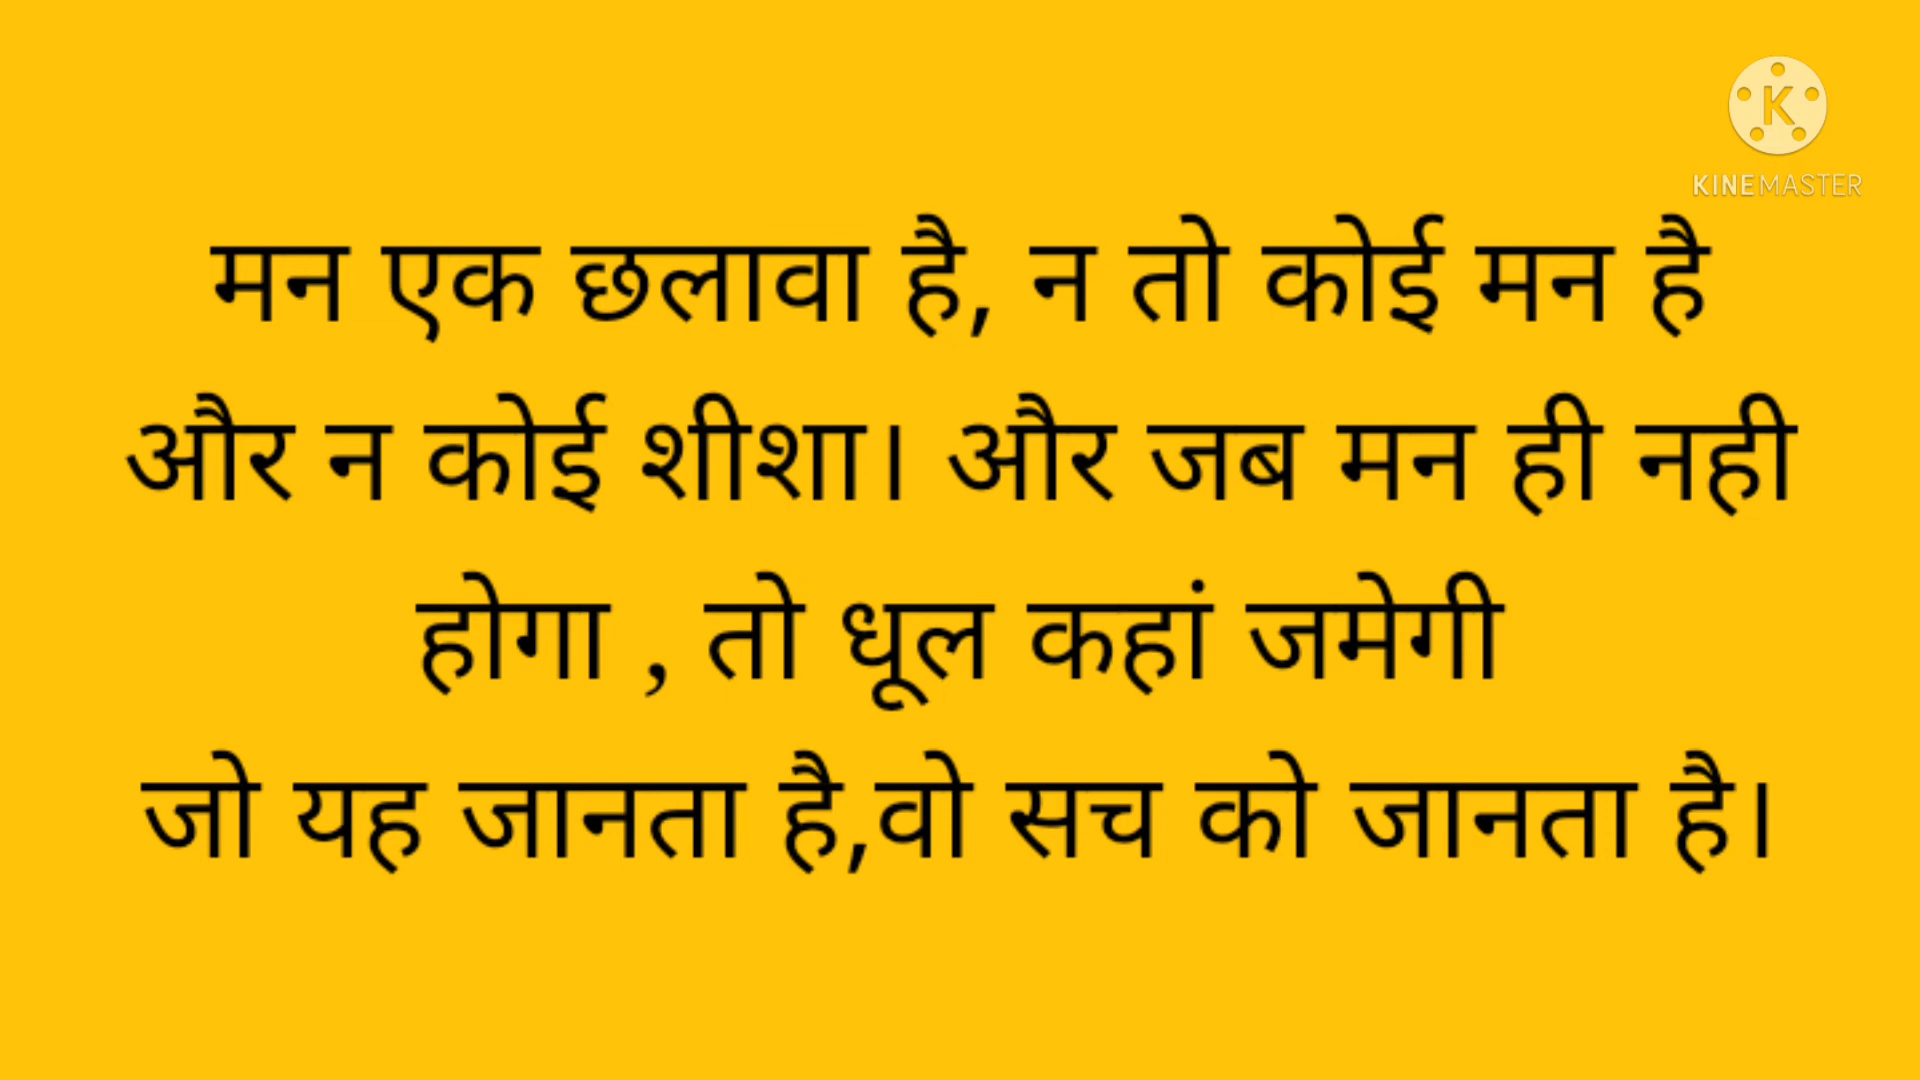 KINEMASTER
मन एक छलावा है, न तो कोई मन है
और न कोई शीशा। और जब मन ही नही
होगा , तो धूल कहां जमेगी
जो यह जानता है,वो सच को जानता है।